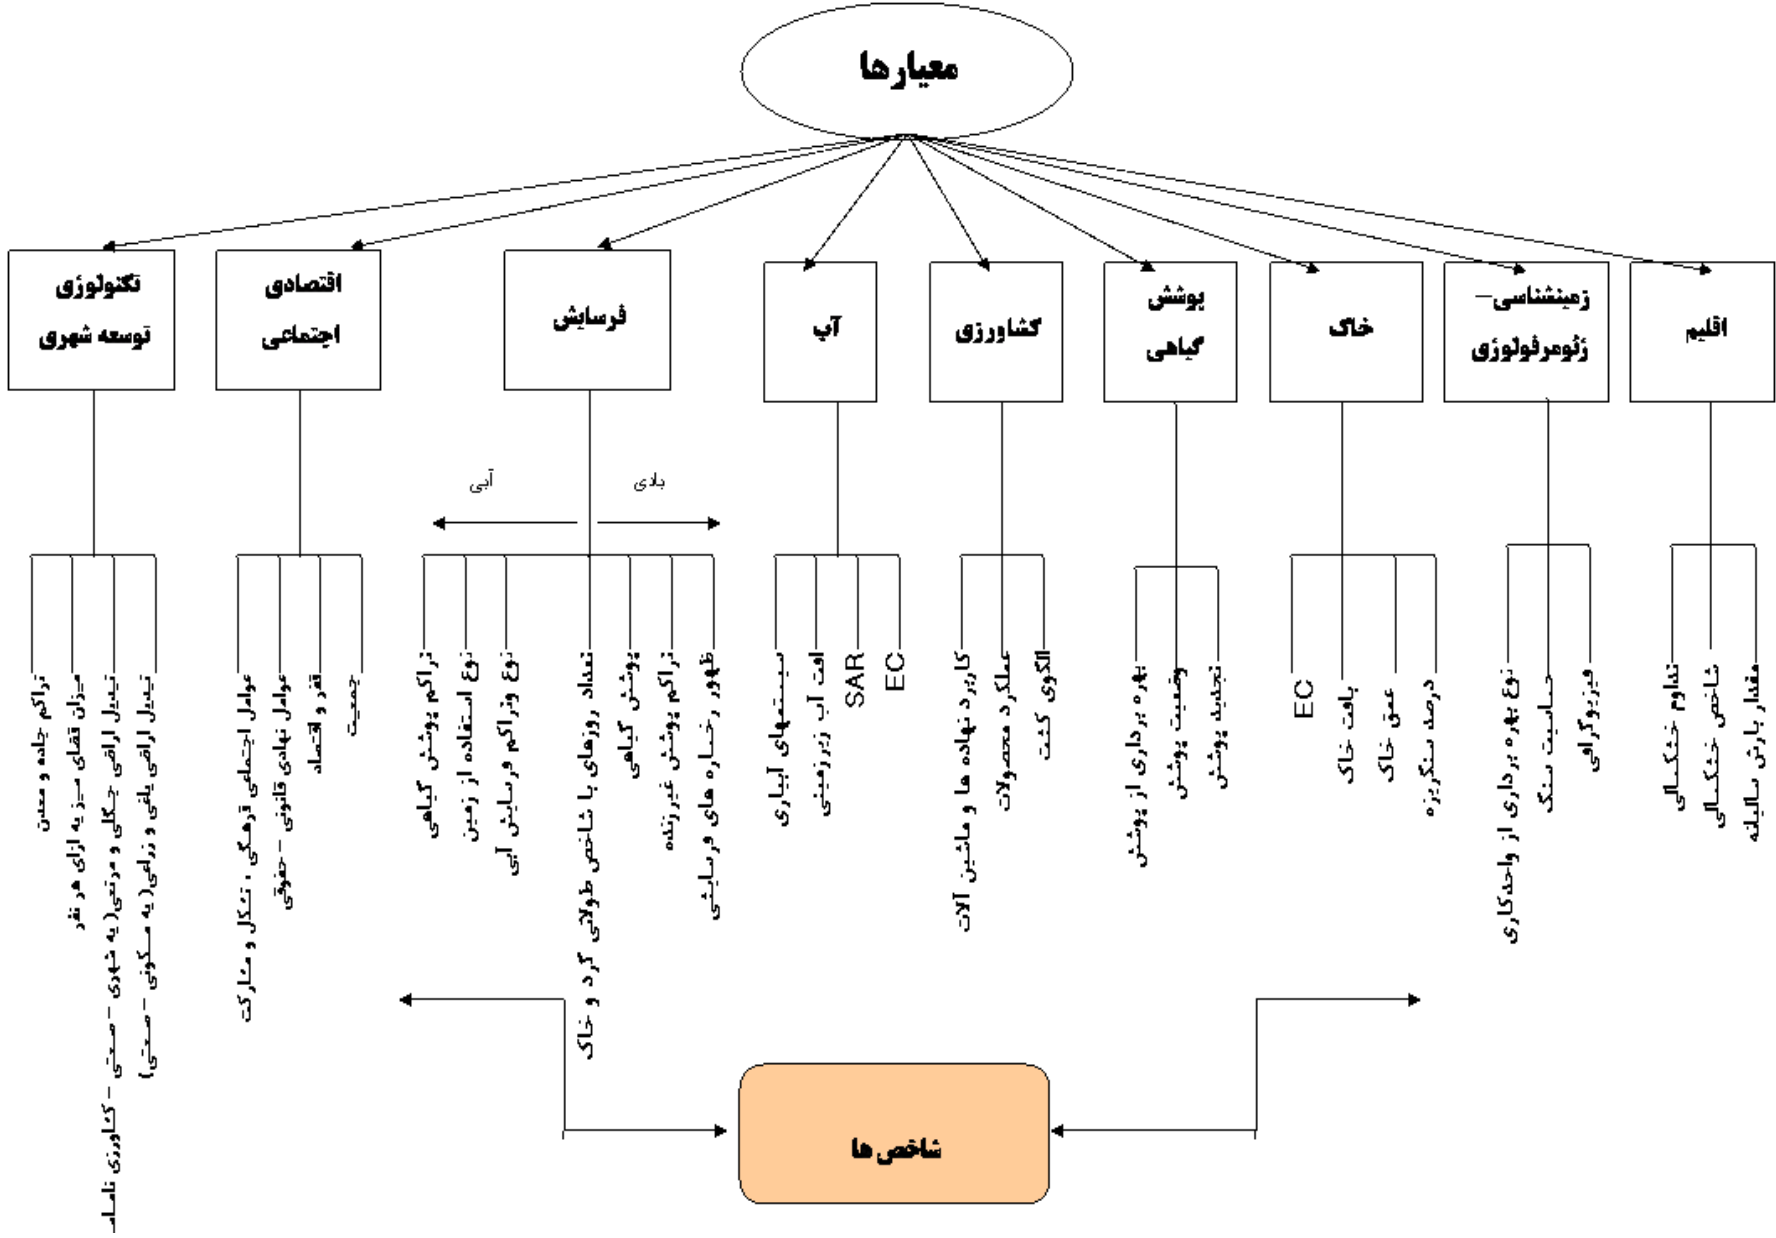 معیارها
اقلیم
زمینشناسی–
ژئومرفولوژی
خاک
پوشش
گیاهی
کشاورزی
آب
فرسایش
اقتصادی
اجتماعی
تکنولوژی
توسعه شهری
بادی
آبی
مقدار بارش سالیانه
شاخص خشکسالی
تداوم خشکسالی
فیزیوگرافی
حساسیت سنگ
نوع بهره برداری از واحدکاری
درصد سنگریزه
عمق خاک
بافت خاک
EC
تجدید پوشش
وضعیت پوشش
بهره برداری از پوشش
الگوی کشت
عملکرد محصولات
کاربرد نهاده ها و ماشین آلات
EC
SAR
افت آب زیرزمینی
سیستمهای آبیاری
ظهور رخساره های فرسایشی
تراکم پوشش غیرزنده
پوشش گیاهی
تعداد روزهای با شاخص طولانی گرد و خاک
نوع وتراکم فرسایش آبی
نوع استفاده از زمین
تراکم پوشش گیاهی
جمعیت
فقر و اقتصاد
عوامل نهادی قانونی - حقوقی
عوامل اجتماعی فرهنگی ، تشکل و مشارکت
تبدیل اراضی باغی و زراعی( به مسکونی - صنعتی)
تبدیل اراضی جنگلی و مرتعی( به شهری - صنعتی - کشاورزی
میزان فضای سبز به ازای هر نفر
تراکم جاده و معدن
شاخص ها